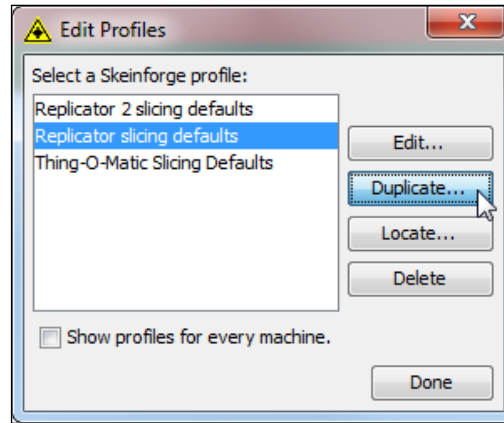 Edit Profiles
Select a Skeinforge profile:
Replicator 2 slicing defaults
Replicator slicing defaults
Thing-O-Matic Slicing Defaults
Edit...
Duplicate...
Locate...
Delete
Show profiles for every machine.
Done